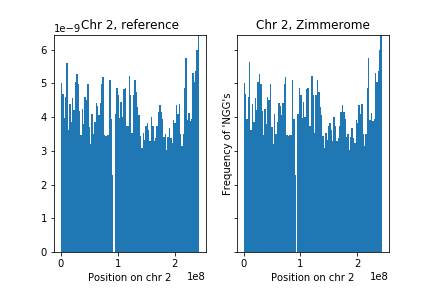 Chr 2, reference
1e−9
6
5
4
3
2
1
0
0
1
2
1e8
Position on chr 2
Chr 2, Zimmerome
Frequency of 'NGG's
0
1
2
1e8
Position on chr 2